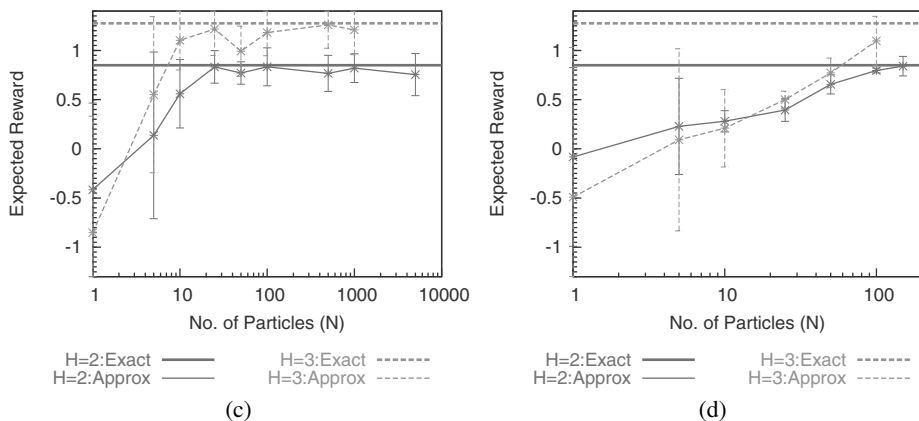 1
0.5
0
-0.5
-1
Expected Reward
1 10 100 1000 10000
No. of Particles (N)
H=2:Exact H=3:Exact
H=2:Approx H=3:Approx
(c)
1
0.5
0
-0.5
-1
Expected Reward
1 10 100
No. of Particles (N)
H=2:Exact H=3:Exact
H=2:Approx H=3:Approx
(d)